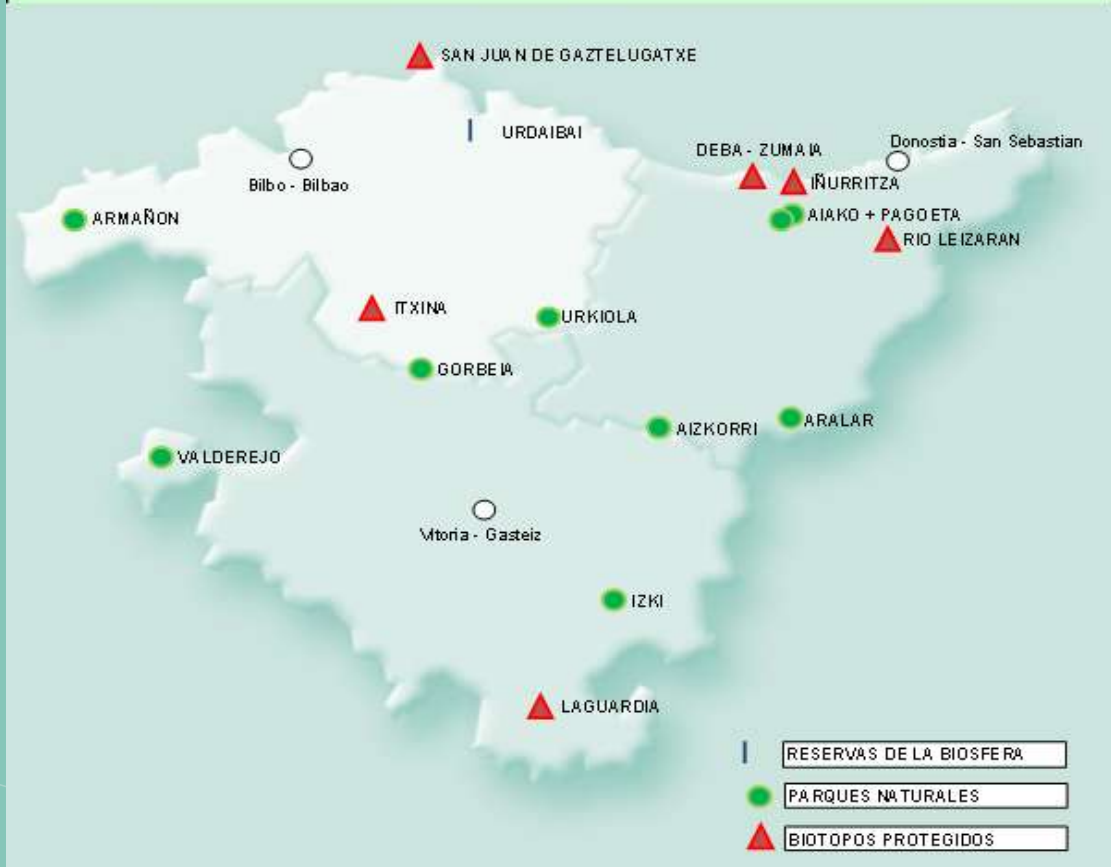 SAN JUAN DE GAZTELUGATXE
URDAIBAI
Donostia - San Sebastian
DEBA - ZUMAIA
Bilbo - Bilbao
IÑURRITZA
ARMAÑON
AIAKO + PAGOETA
RIO LEIZARAN
ITXINA
URKIOLA
GORBEIA
AIZKORRI
ARALAR
VALDEREJO
Vitoria - Gasteiz
IZKI
LAGUARDIA
RESERVAS DE LA BIOSFERA
PARQUES NATURALES
BIOTOPOS PROTEGIDOS